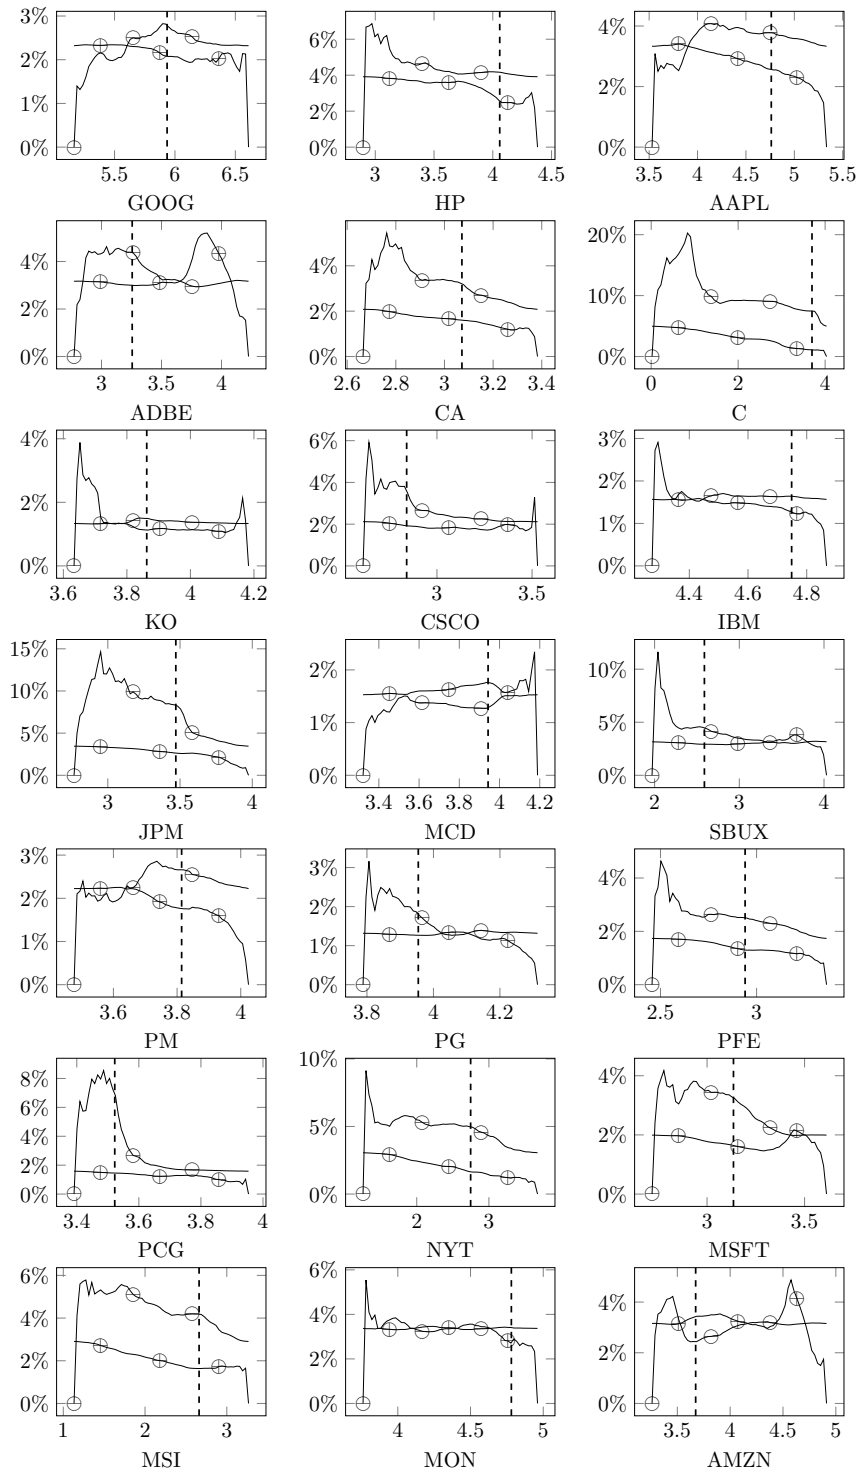 3% 6% 4%
2% 4% 2%
1% 2% 0%
0% 0%
5.5 6 6.5 3 3.5 4 4.5 3.5 4 4.5 5 5.5
GOOG HP AAPL
4% 4% 20%
2% 2% 10%
0% 0% 0%
3 3.5 4 2.6 2.8 3 3.2 3.4 0 2 4
ADBE CA C
4% 6% 3%
2% 4% 2%
0% 2% 1%
0% 0%
3.6 3.8 4 4.2 3 3.5 4.4 4.6 4.8
KO CSCO IBM
15% 2% 10%
10% 1% 5%
5% 0% 0%
0%
3 3.5 4 3.4 3.6 3.8 4 4.2 2 3 4
JPM MCD SBUX
3% 3% 4%
2% 2% 2%
1% 1% 0%
0% 0%
3.6 3.8 4 3.8 4 4.2 2.5 3
PM PG PFE
8% 10% 4%
6% 5% 2%
4% 0% 0%
2%
0%
3.4 3.6 3.8 4 2 3 3 3.5
PCG NYT MSFT
6% 6% 4%
4% 4% 2%
2% 2% 0%
0% 0%
1 2 3 4 4.5 5 3.5 4 4.5 5
MSI MON AMZN